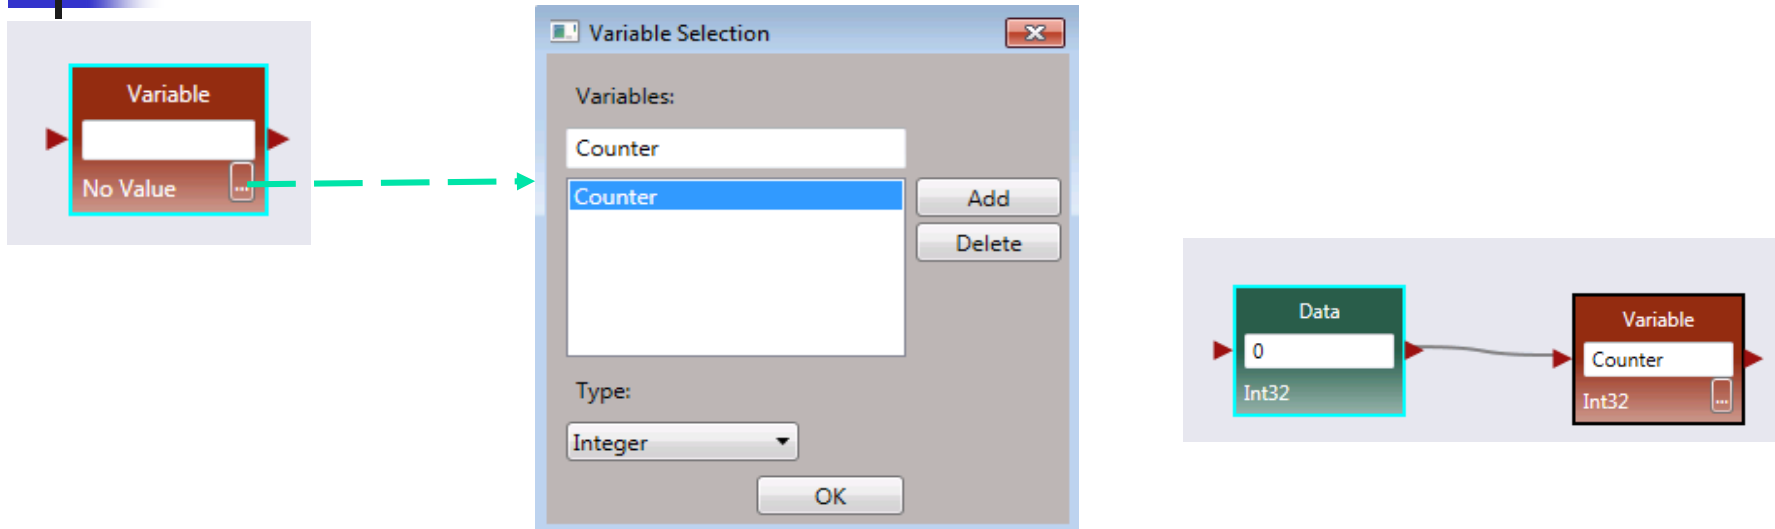 Variable
No Value
...
Variable Selection
Variables:
Counter
Counter
Add
Delete
Type:
Integer
OK
Data
0
Int32
Variable
Counter
Int32
...